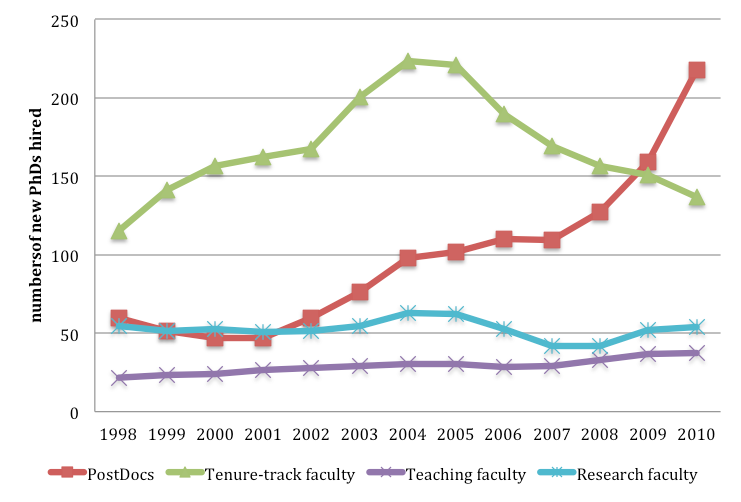 250
200
150
100
50
0
numbersof new PhDs hired
1998 1999 2000 2001 2002 2003 2004 2005 2006 2007 2008 2009 2010
PostDocs Tenure-track faculty Teaching faculty Research faculty